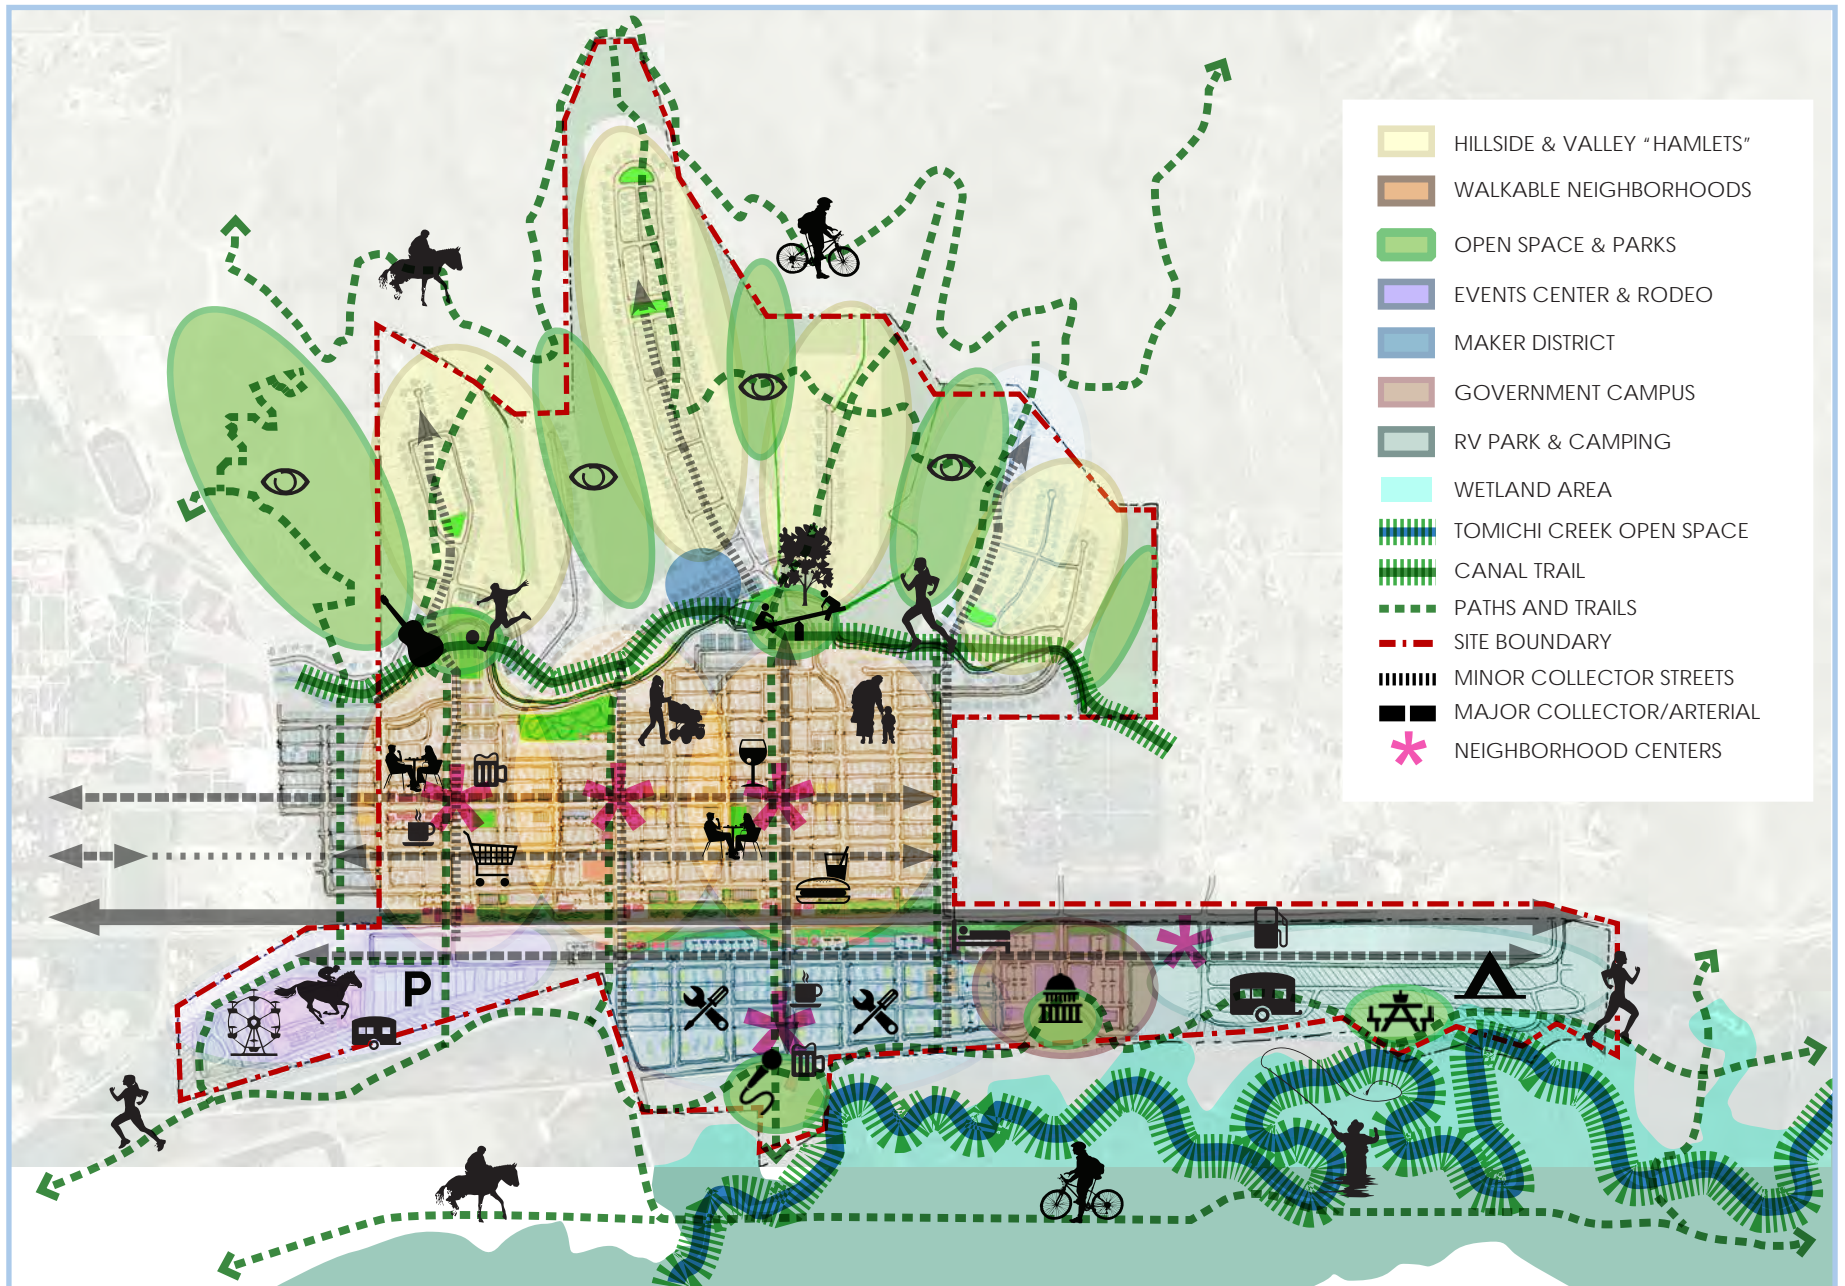 HILLSIDE & VALLEY “HAMLETS”
WALKABLE NEIGHBORHOODS
OPEN SPACE & PARKS
EVENTS CENTER & RODEO
MAKER DISTRICT
GOVERNMENT CAMPUS
RV PARK & CAMPING
WETLAND AREA
TOMICHI CREEK OPEN SPACE
CANAL TRAIL
PATHS AND TRAILS
SITE BOUNDARY
MINOR COLLECTOR STREETS
MAJOR COLLECTOR/ARTERIAL
NEIGHBORHOOD CENTERS
P